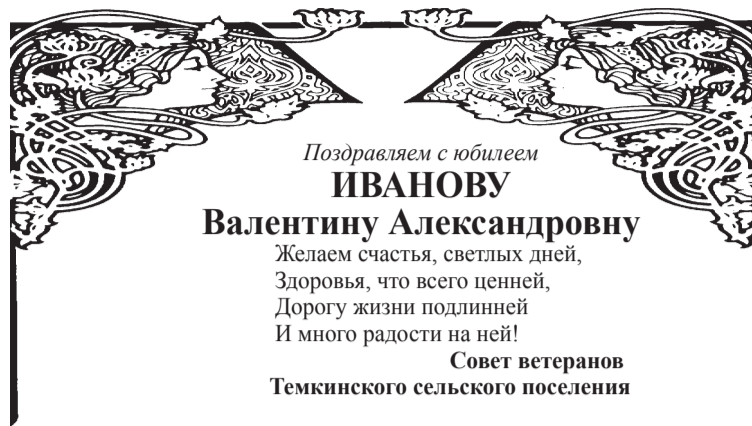 Поздравляем с юбилеем
ИВАНОВУ
Валентину Александровну
Желаем счастья, светлых дней,
Здоровья, что всего ценней,
Дорогу жизни подлинней
И много радости на ней!
Совет ветеранов
Темкинского сельского поселения